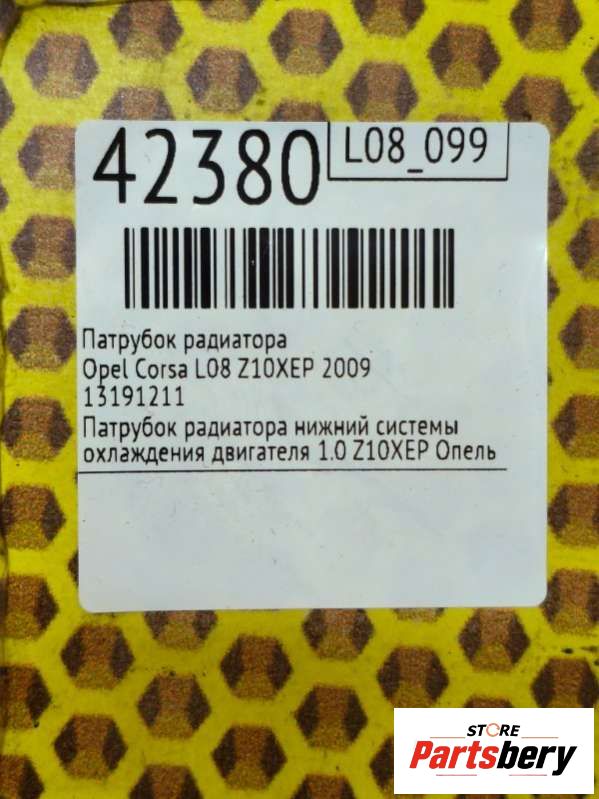 42380
L08_099
Патрубок радиатора
Opel Corsa L08 Z10XEP 2009
13191211
Патрубок радиатора нижний системы
охлаждения двигателя 1.0 Z10XEP Опель
STORE
Partsbery